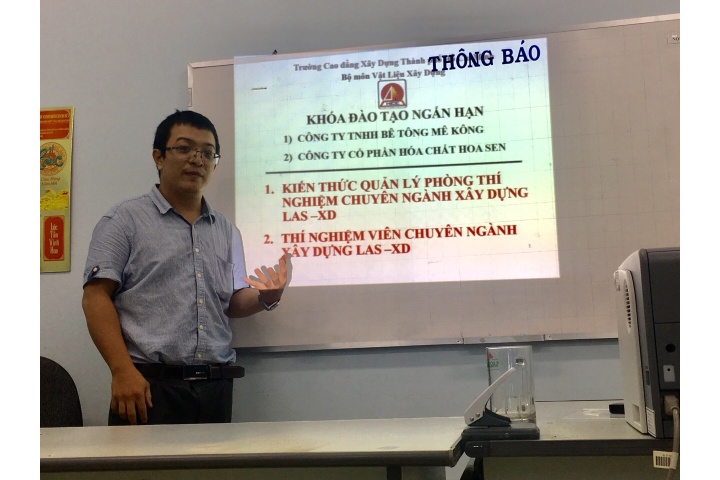 THÔNG BÁO
Trường Cao đẳng Xây Dựng Thành
Bộ môn Vật Liệu Xây Dựng
KHÓA ĐÀO TẠO NGẮN HẠN
1) CÔNG TY TNHH BÊ TÔNG MÊ KÔNG
2) CÔNG TY CỔ PHẦN HÓA CHẤT HOA SEN
1. KIẾN THỨC QUẢN LÝ PHÒNG THÍ
NGHIỆM CHUYÊN NGÀNH XÂY DỰNG
LAS –XD
2. THÍ NGHIỆM VIÊN CHUYÊN NGÀNH
XÂY DỰNG LAS –XD